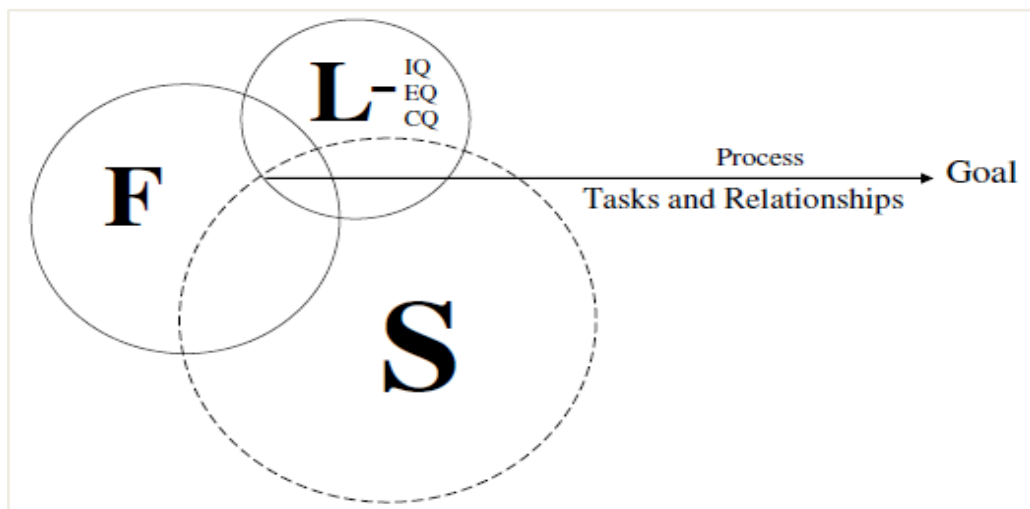 L- IQ
EQ
CQ
F
Process
Goal
Tasks and Relationships
S